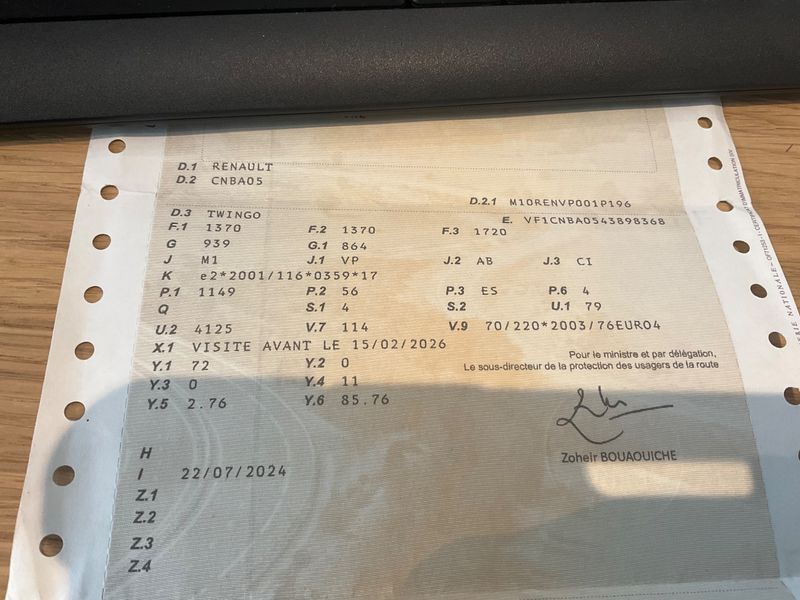 D.1 RENAULT
D.2 CNBA05
D.2.1 M10RENVP001P196
D.3 TWINGO
E. VF1CNBA0543898368
F.1 1370 F.2 1370 F.3 1720
G 939 G.1 864
J M1 J.1 VP J.2 AB J.3 CI
K e2*2001/116*0359*17
P.1 1149 P.2 56 P.3 ES P.6 4
Q S.1 4 S.2 U.1 79
U.2 4125 V.7 114 V.9 70/220*2003/76EURO4
X.1 VISITE AVANT LE 15/02/2026
Y.1 72 Y.2 0
Y.3 0 Y.4 11
Y.5 2.76 Y.6 85.76
Pour le ministre et par délégation,
Le sous-directeur de la protection des usagers de la route
Zoheir BOUAOUICHE
H
I 22/07/2024
Z.1
Z.2
Z.3
Z.4